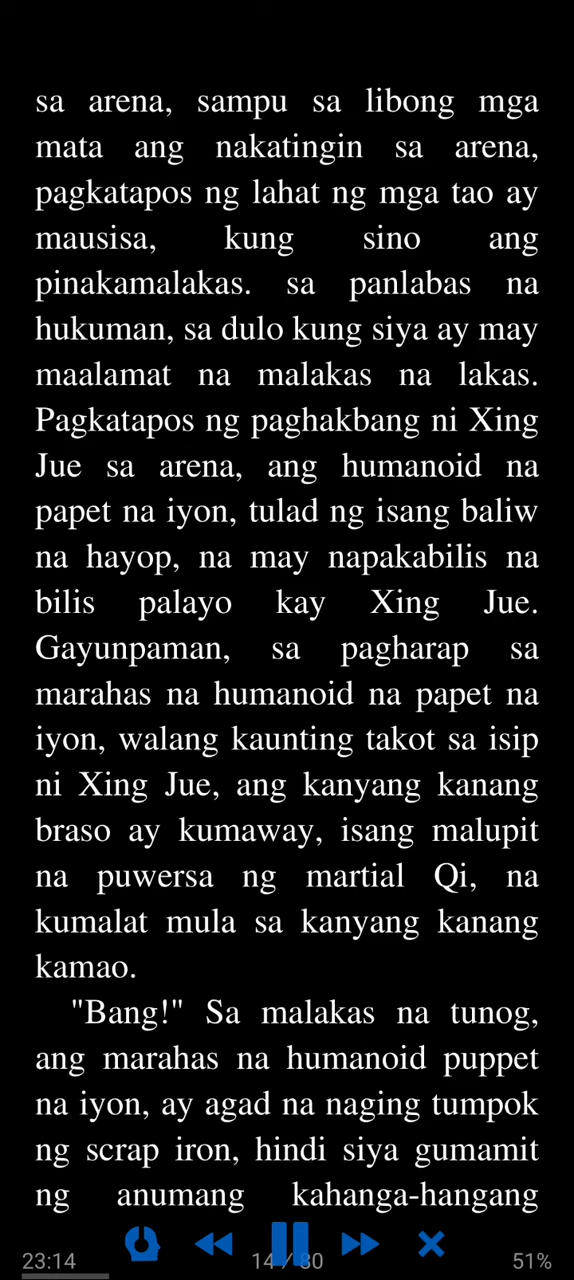 sa arena, sampu sa libong mga
mata ang nakatingin sa arena,
pagkatapos ng lahat ng mga tao ay
mausisa, kung sino ang
pinakamalakas. sa panlabas na
hukuman, sa dulo kung siya ay may
maalamat na malakas na lakas.
Pagkatapos ng paghakbang ni Xing
Jue sa arena, ang humanoid na
papet na iyon, tulad ng isang baliw
na hayop, na may napakabilis na
bilis palayo kay Xing Jue.
Gayunpaman, sa pagharap sa
marahas na humanoid na papet na
iyon, walang kaunting takot sa isip
ni Xing Jue, ang kanyang kanang
braso ay kumaway, isang malupit
na puwersa ng martial Qi, na
kumalat mula sa kanyang kanang
kamao.
"Bang!" Sa malakas na tunog,
ang marahas na humanoid puppet
na iyon, ay agad na naging tumpok
ng scrap iron, hindi siya gumamit
ng anumang kahanga-hangang
23:14 14 / 80 51%